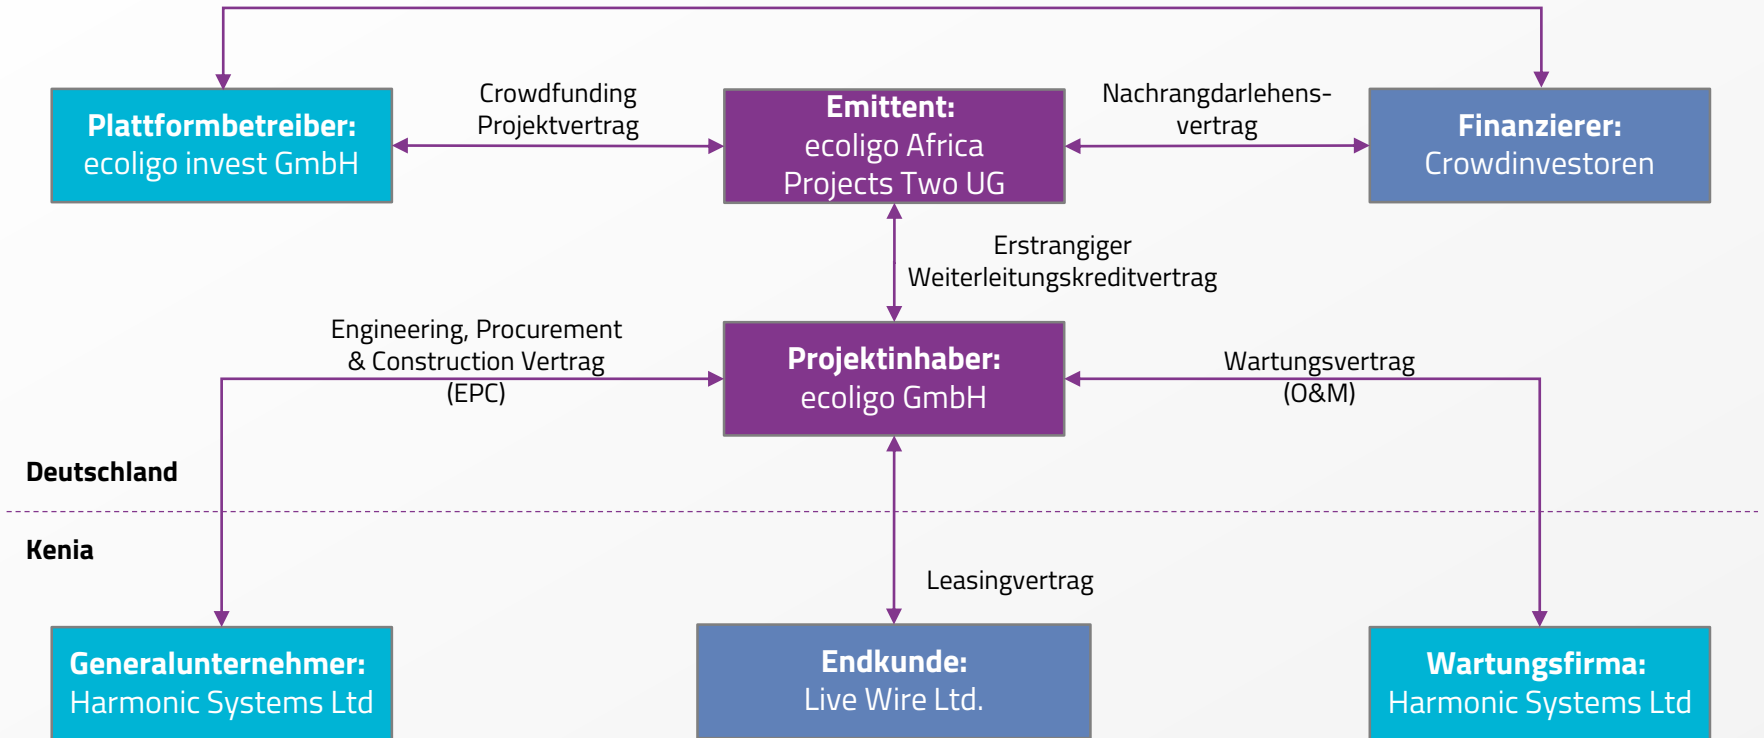 Crowdfunding
Projektvertrag
Nachrangdarlehens-
vertrag
Plattformbetreiber:
ecoligo invest GmbH
Emittent:
ecoligo Africa
Projects Two UG
Finanzierer:
Crowdinvestoren
Erstrangiger
Weiterleitungskreditvertrag
Engineering, Procurement
& Construction Vertrag
(EPC)
Projektinhaber:
ecoligo GmbH
Wartungsvertrag
(O&M)
Deutschland
Kenia
Leasingvertrag
Generalunternehmer:
Harmonic Systems Ltd
Endkunde:
Live Wire Ltd.
Wartungsfirma:
Harmonic Systems Ltd